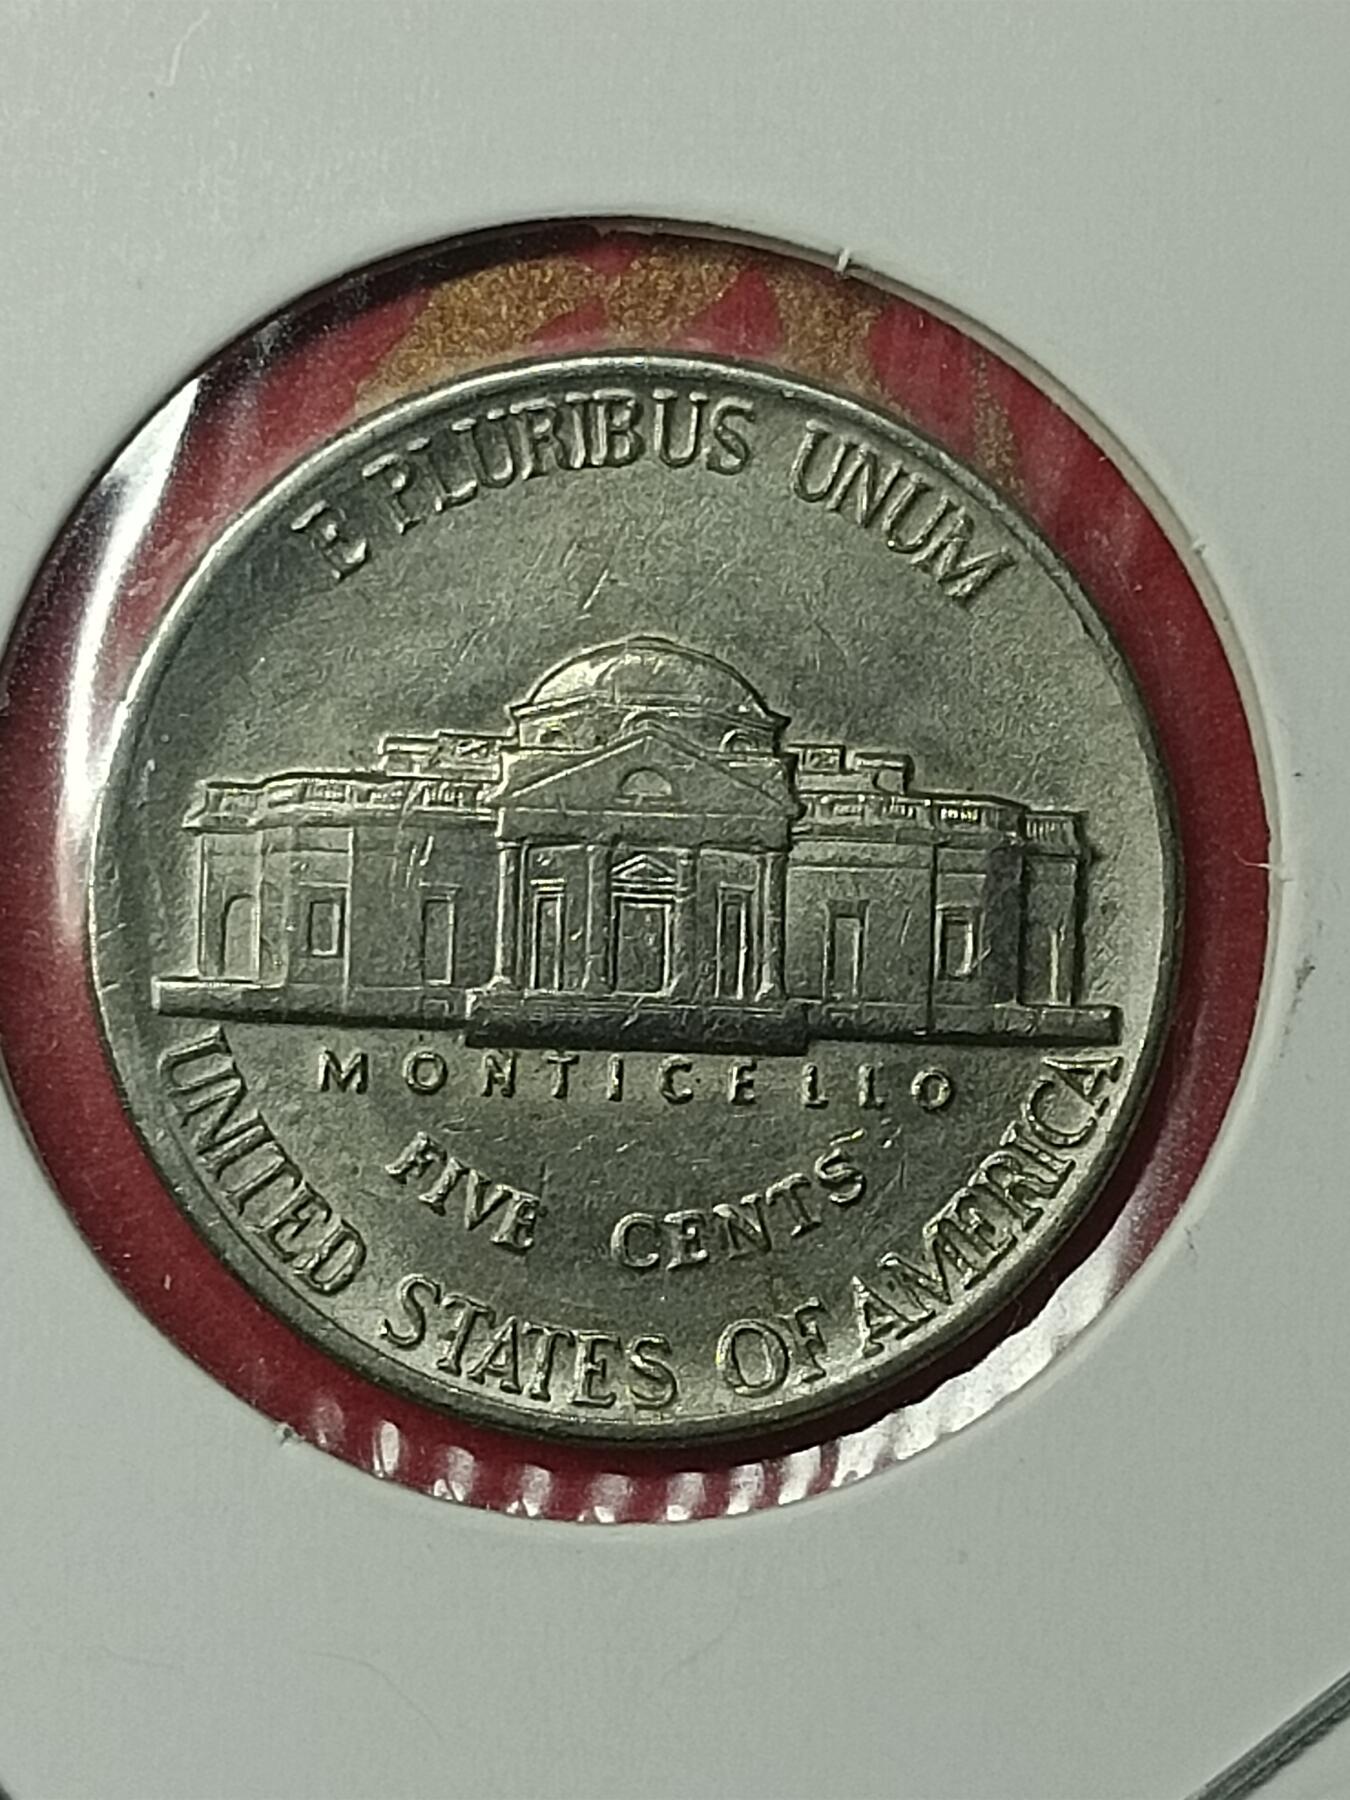 E PLURIBUS UNUM
MONTICELLO
FIVE CENTS
UNITED STATES OF AMERICA